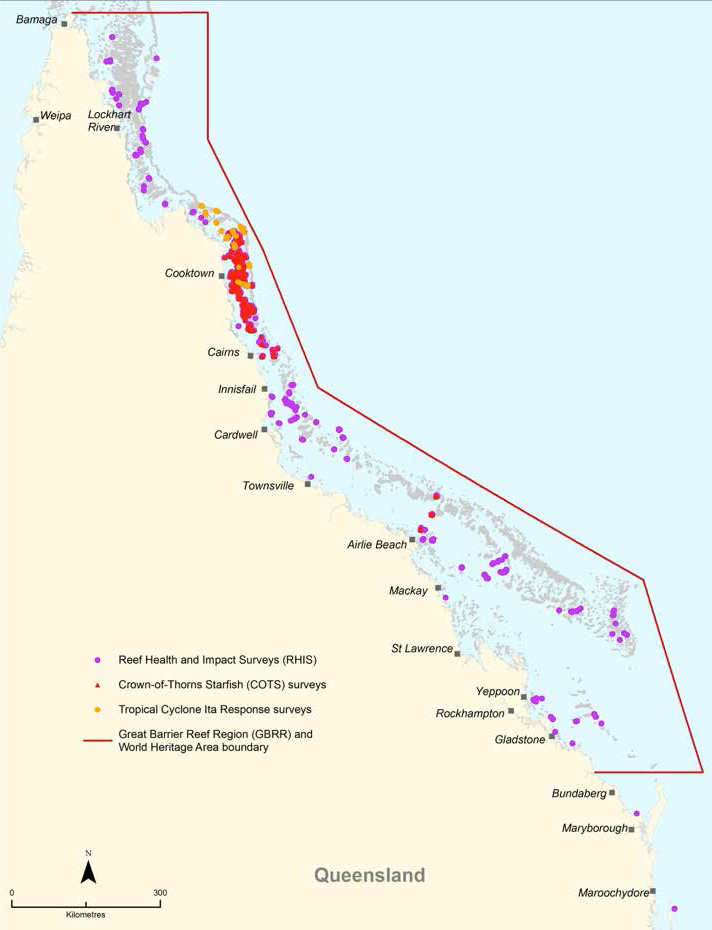 Bamaga
Weipa
Lockhart
River
Cooktown
Cairns
Innisfail
Cardwell
Townsville
Airlie Beach
Mackay
St Lawrence
Reef Health and Impact Surveys (RHIS)
Crown-of-Thorns Starfish (COTS) surveys
Tropical Cyclone Ita Response surveys
Great Barrier Reef Region (GBRR) and
World Heritage Area boundary
Yeppoon
Rockhampton
Gladstone
Bundaberg
Maryborough
Maroochydore
Queensland
N
0 300
Kilometres